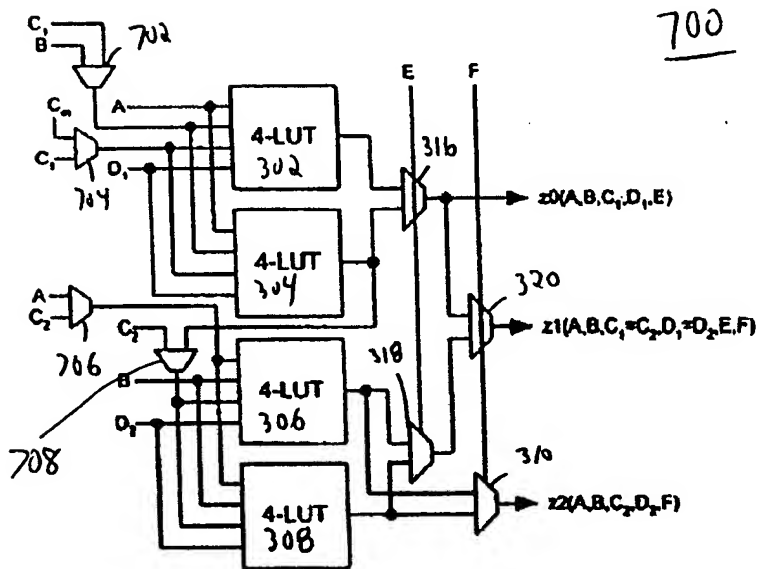 700
C₁
B
702
E
F
Cᵢₙ
C₁
704
A
D₁
4-LUT
302
316
z0(A,B,C₁,D₁,E)
4-LUT
304
A
C₂
706
C₂
320
z1(A,B,C₁=C₂,D₁=D₂,E,F)
318
B
4-LUT
306
D₂
708
310
4-LUT
308
z2(A,B,C₂,D₂,F)